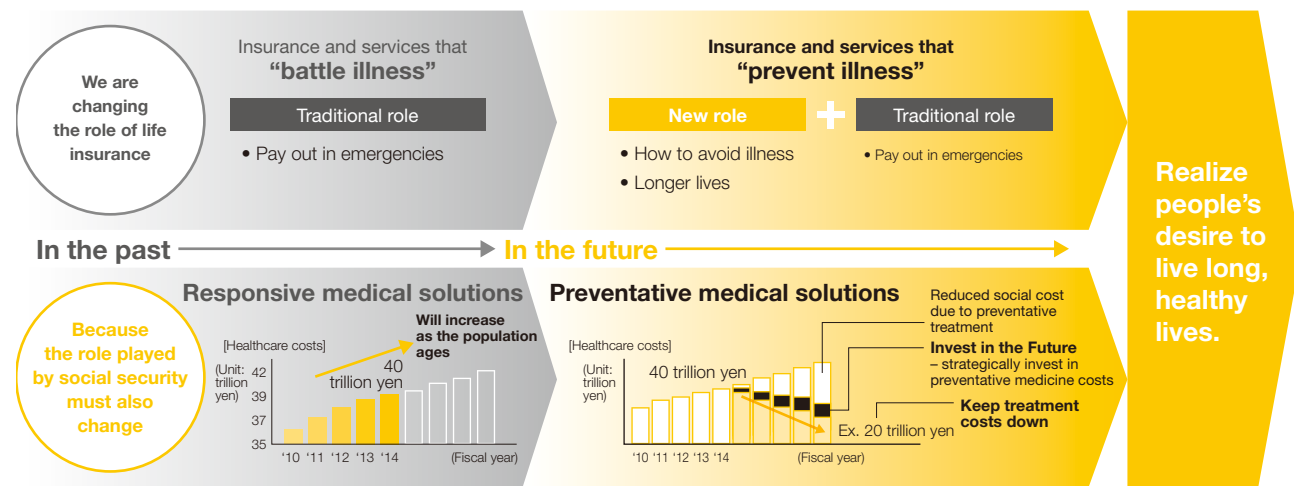 We are
changing
the role of life
insurance
Insurance and services that
“battle illness”
Traditional role
• Pay out in emergencies
Insurance and services that
“prevent illness”
New role
+
Traditional role
• How to avoid illness
• Longer lives
• Pay out in emergencies
In the past
In the future
Realize
people’s
desire to
live long,
healthy
lives.
Because
the role played
by social security
must also
change
Responsive medical solutions
[Healthcare costs]
(Unit:
trillion
yen)
42
39
37
35
Will increase
as the population
ages
40
trillion yen
‘10 ‘11 ‘12 ‘13 ‘14
(Fiscal year)
Preventative medical solutions
[Healthcare costs]
(Unit:
trillion
yen)
40 trillion yen
‘10 ‘11 ‘12 ‘13 ‘14
(Fiscal year)
Reduced social cost
due to preventative
treatment
Invest in the Future
– strategically invest in
preventative medicine costs
Keep treatment
costs down
Ex. 20 trillion yen